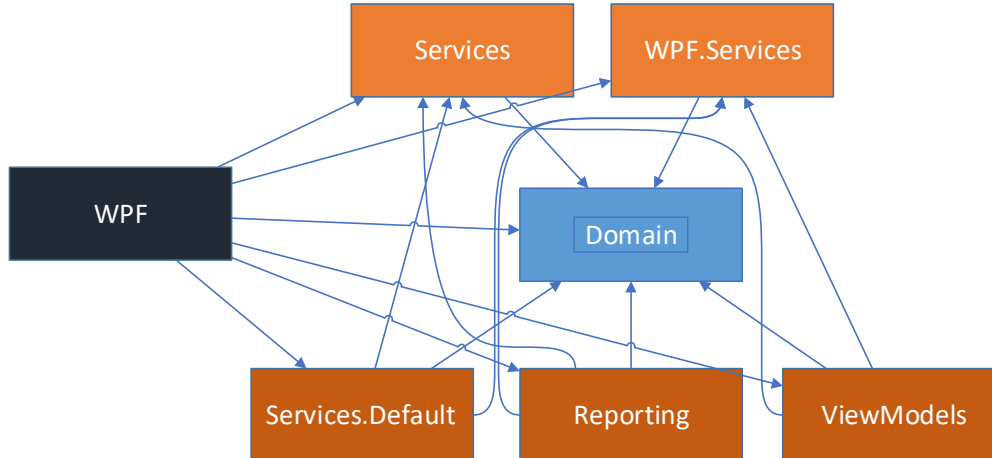 Services
WPF.Services
WPF
Domain
Services.Default
Reporting
ViewModels